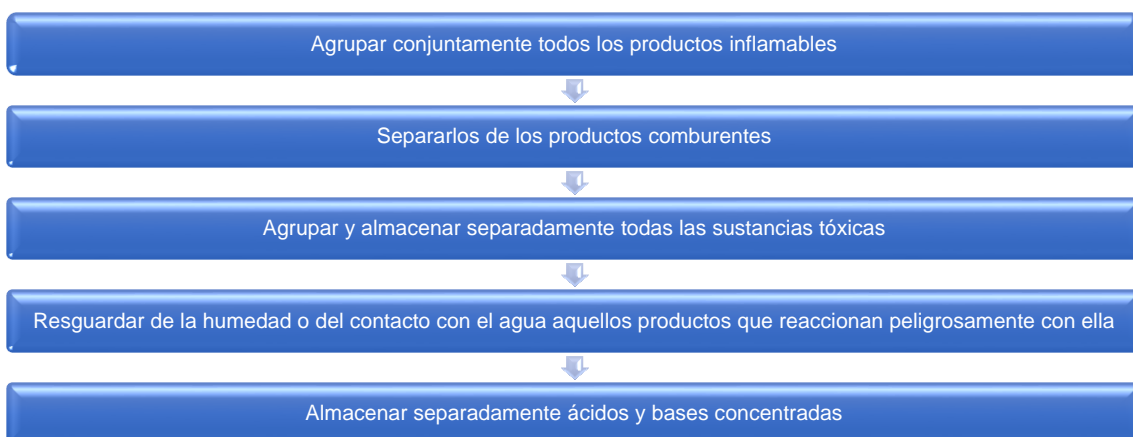 Agrupar conjuntamente todos los productos inflamables
Separarlos de los productos comburentes
Agrupar y almacenar separadamente todas las sustancias tóxicas
Resguardar de la humedad o del contacto con el agua aquellos productos que reaccionan peligrosamente con ella
Almacenar separadamente ácidos y bases concentradas